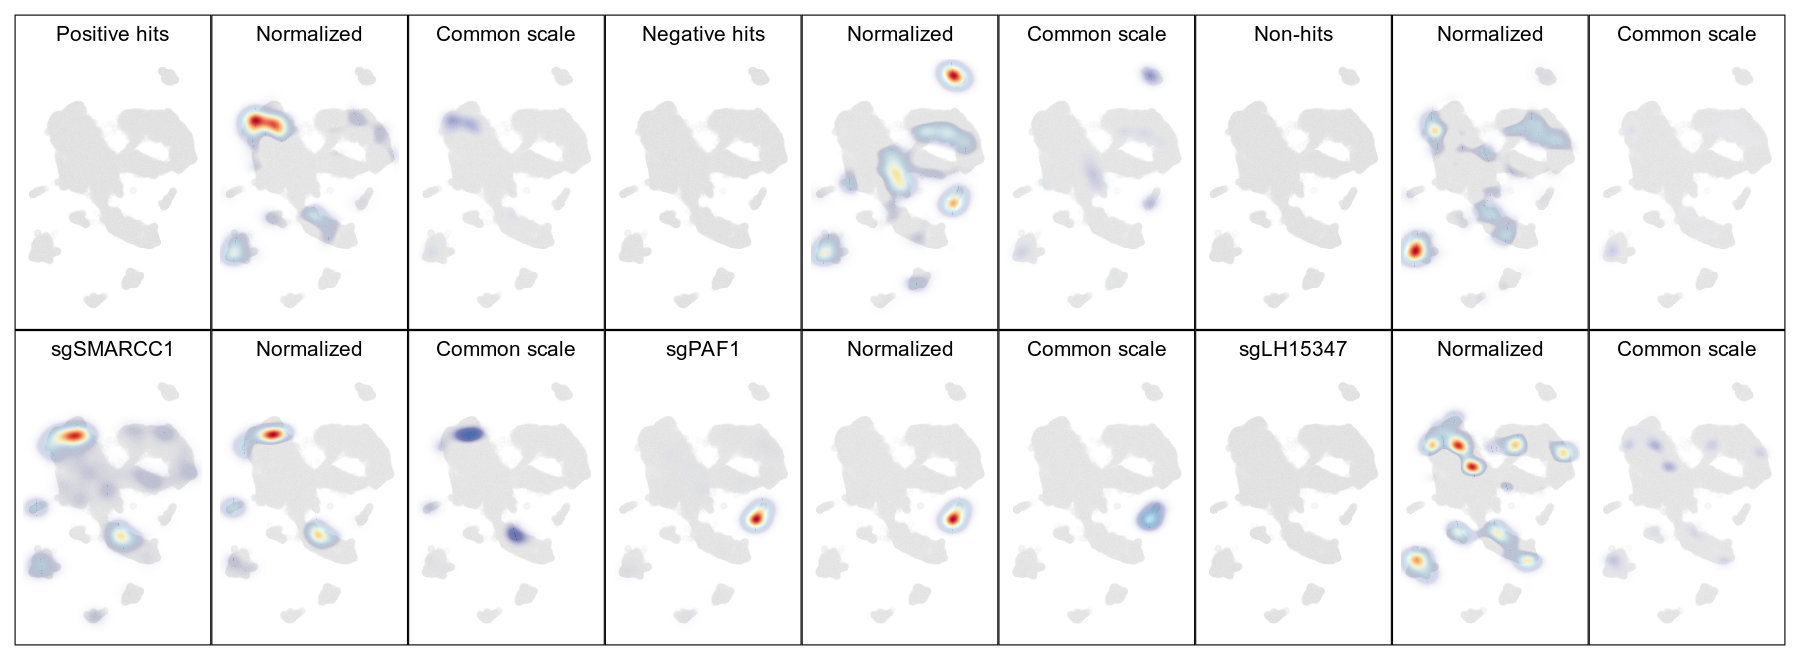 Positive hits
Normalized
Common scale
Negative hits
Normalized
Common scale
Non-hits
Normalized
Common scale
sgSMARCC1
Normalized
Common scale
sgPAF1
Normalized
Common scale
sgLH15347
Normalized
Common scale